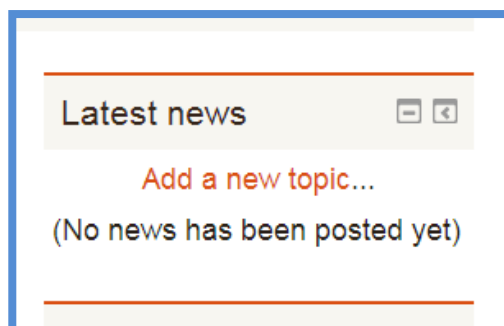 Latest news
Add a new topic...
(No news has been posted yet)